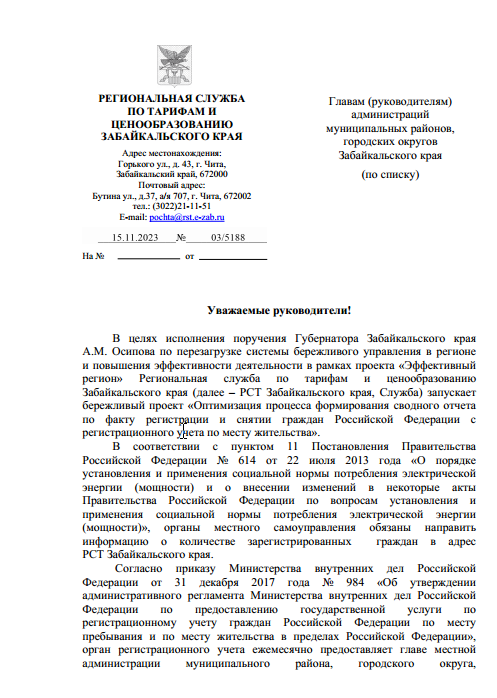 РЕГИОНАЛЬНАЯ СЛУЖБА
ПО ТАРИФАМ И
ЦЕНООБРАЗОВАНИЮ
ЗАБАЙКАЛЬСКОГО КРАЯ
Адрес местонахождения:
Горького ул., д. 43, г. Чита,
Забайкальский край, 672000
Почтовый адрес:
Бутина ул., д.37, а/я 707, г. Чита, 672002
тел.: (3022)21-11-51
E-mail: pochta@rst.e-zab.ru
15.11.2023 № 03/5188
На № от
Главам (руководителям)
администраций
муниципальных районов,
городских округов
Забайкальского края
(по списку)
Уважаемые руководители!
В целях исполнения поручения Губернатора Забайкальского края
А.М. Осипова по перезагрузке системы бережливого управления в регионе
и повышения эффективности деятельности в рамках проекта «Эффективный
регион» Региональная служба по тарифам и ценообразованию
Забайкальского края (далее – РСТ Забайкальского края, Служба) запускает
бережливый проект «Оптимизация процесса формирования сводного отчета
по факту регистрации и снятии граждан Российской Федерации с
регистрационного учета по месту жительства».
В соответствии с пунктом 11 Постановления Правительства
Российской Федерации № 614 от 22 июля 2013 года «О порядке
установления и применения социальной нормы потребления электрической
энергии (мощности) и о внесении изменений в некоторые акты
Правительства Российской Федерации по вопросам установления и
применения социальной нормы потребления электрической энергии
(мощности)», органы местного самоуправления обязаны направить
информацию о количестве зарегистрированных граждан в адрес
РСТ Забайкальского края.
Согласно приказу Министерства внутренних дел Российской
Федерации от 31 декабря 2017 года № 984 «Об утверждении
административного регламента Министерства внутренних дел Российской
Федерации по предоставлению государственной услуги по
регистрационному учету граждан Российской Федерации по месту
пребывания и по месту жительства в пределах Российской Федерации»,
орган регистрационного учета ежемесячно предоставляет главе местной
администрации муниципального района, городского округа,